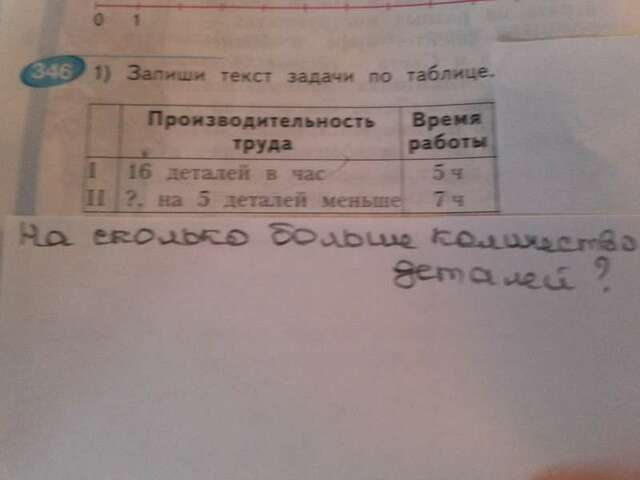 0 1
346 1) Запиши текст задачи по таблице.
Производительность труда Время работы
I 16 деталей в час 5 ч
II ?, на 5 деталей меньше 7 ч
На сколько больше количество
деталей?